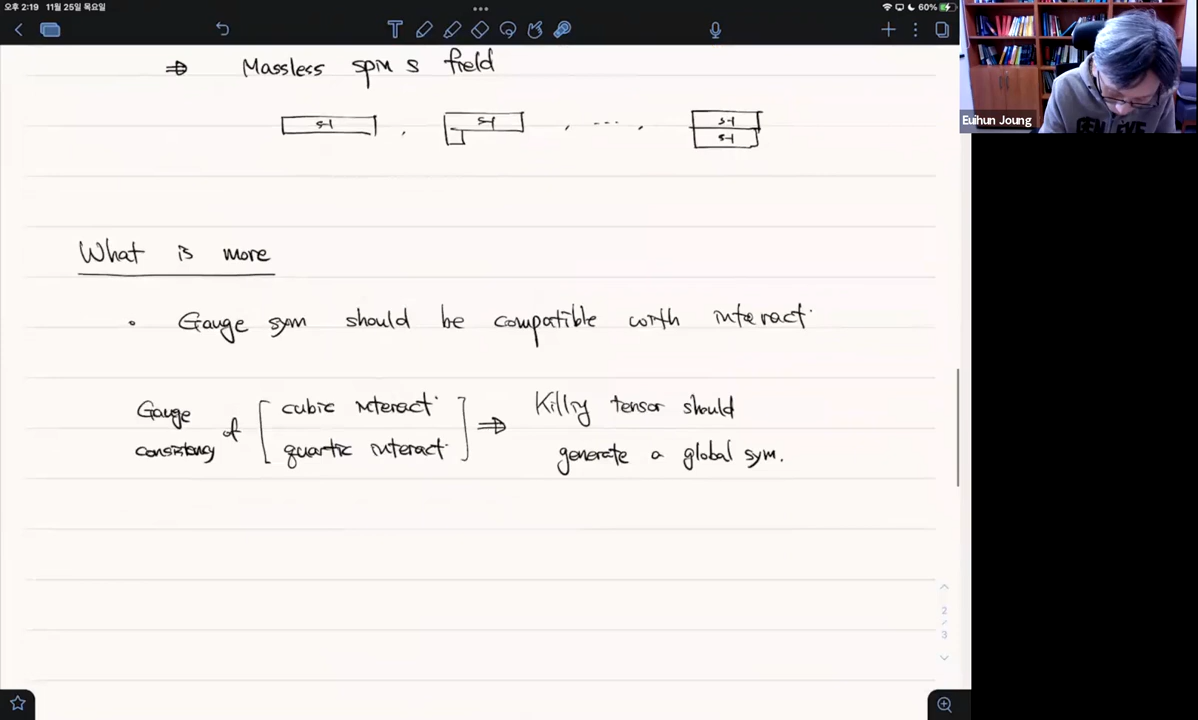 오후 2:19 11월 25일 목요일
60%
⇒ Massless spin s field
s-1 , s-1 , ... , s-1
s-1
Euihun Joung
What is more
• Gauge sym should be compatible with interact.
Gauge consistency of [ cubic interact. ] ⇒ Killing tensor should
[ quartic interact. ] generate a global sym.
2
/
3